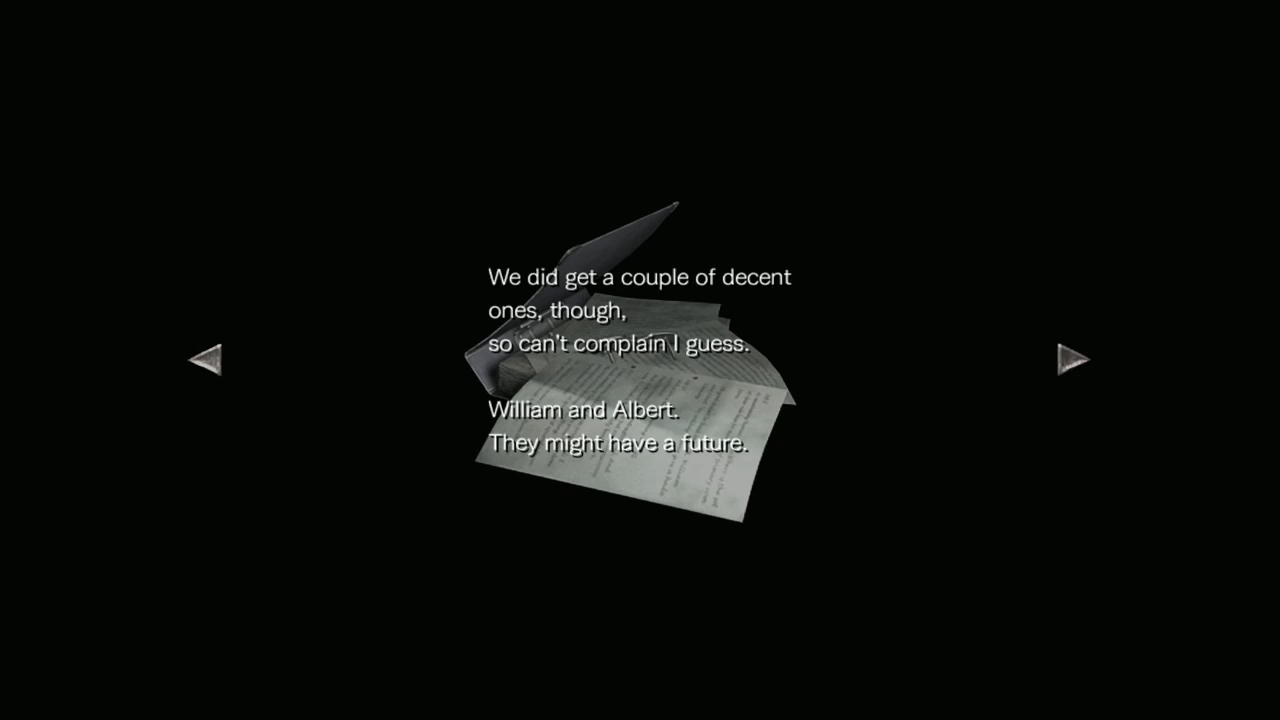 We did get a couple of decent
ones, though,
so can't complain I guess.
William and Albert.
They might have a future.